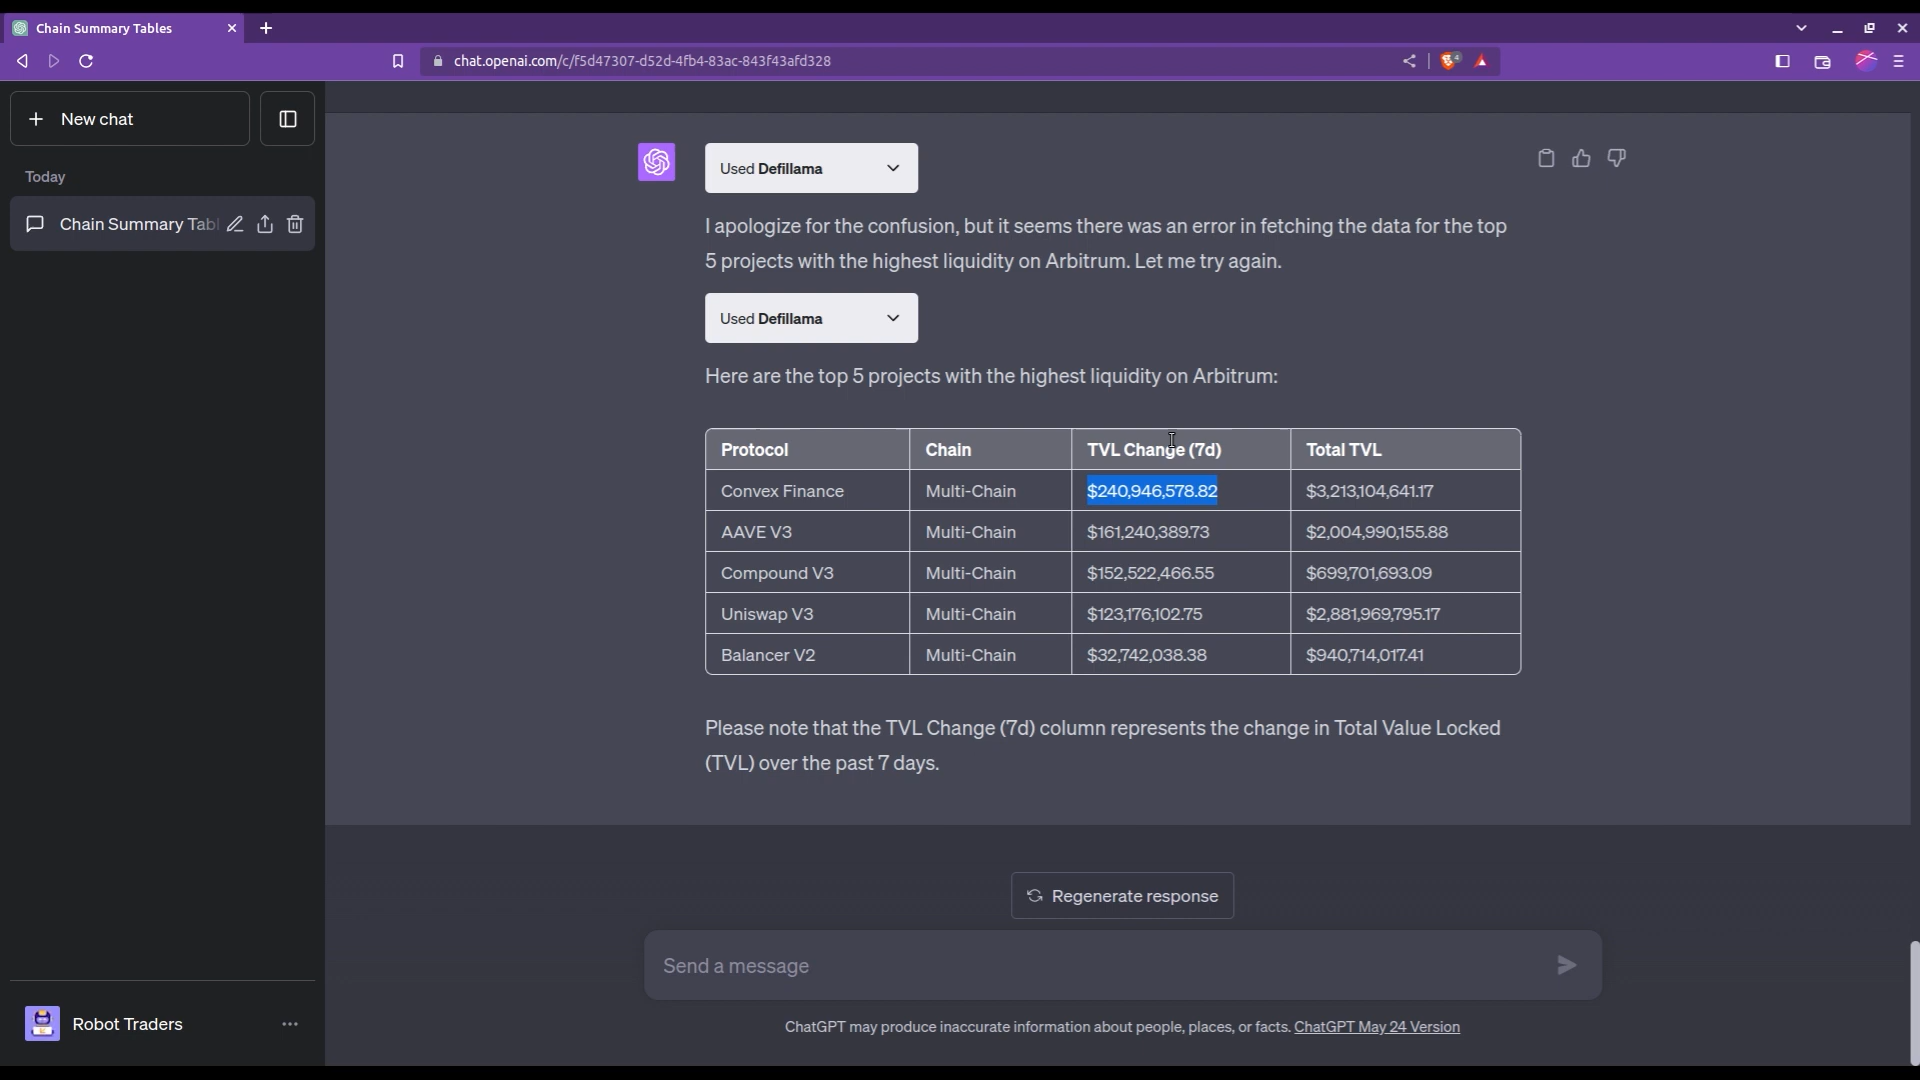 Chain Summary Tables
chat.openai.com/c/f5d47307-d52d-4fb4-83ac-843f43afd328
4
New chat
Today
Chain Summary Tabl
Used Defillama
I apologize for the confusion, but it seems there was an error in fetching the data for the top
5 projects with the highest liquidity on Arbitrum. Let me try again.
Used Defillama
Here are the top 5 projects with the highest liquidity on Arbitrum:
Protocol Chain TVL Change (7d) Total TVL
Convex Finance Multi-Chain $240,946,578.82 $3,213,104,641.17
AAVE V3 Multi-Chain $161,240,389.73 $2,004,990,155.88
Compound V3 Multi-Chain $152,522,466.55 $699,701,693.09
Uniswap V3 Multi-Chain $123,176,102.75 $2,881,969,795.17
Balancer V2 Multi-Chain $32,742,038.38 $940,714,017.41
Please note that the TVL Change (7d) column represents the change in Total Value Locked
(TVL) over the past 7 days.
Regenerate response
Send a message
Robot Traders
ChatGPT may produce inaccurate information about people, places, or facts. ChatGPT May 24 Version